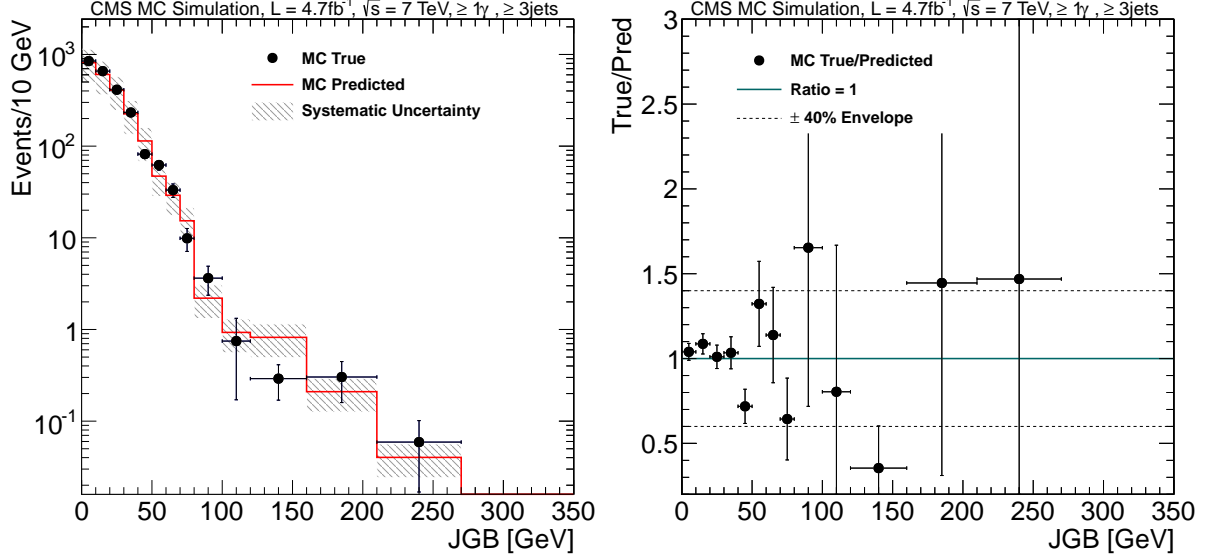 CMS MC Simulation, L = 4.7fb⁻¹, √s = 7 TeV, ≥ 1γ , ≥ 3jets
Events/10 GeV
10³
10²
10
1
10⁻¹
MC True
MC Predicted
Systematic Uncertainty
0 50 100 150 200 250 300 350
JGB [GeV]
CMS MC Simulation, L = 4.7fb⁻¹, √s = 7 TeV, ≥ 1γ , ≥ 3jets
True/Pred
3
2.5
2
1.5
1
0.5
MC True/Predicted
Ratio = 1
± 40% Envelope
0 50 100 150 200 250 300 350
JGB [GeV]